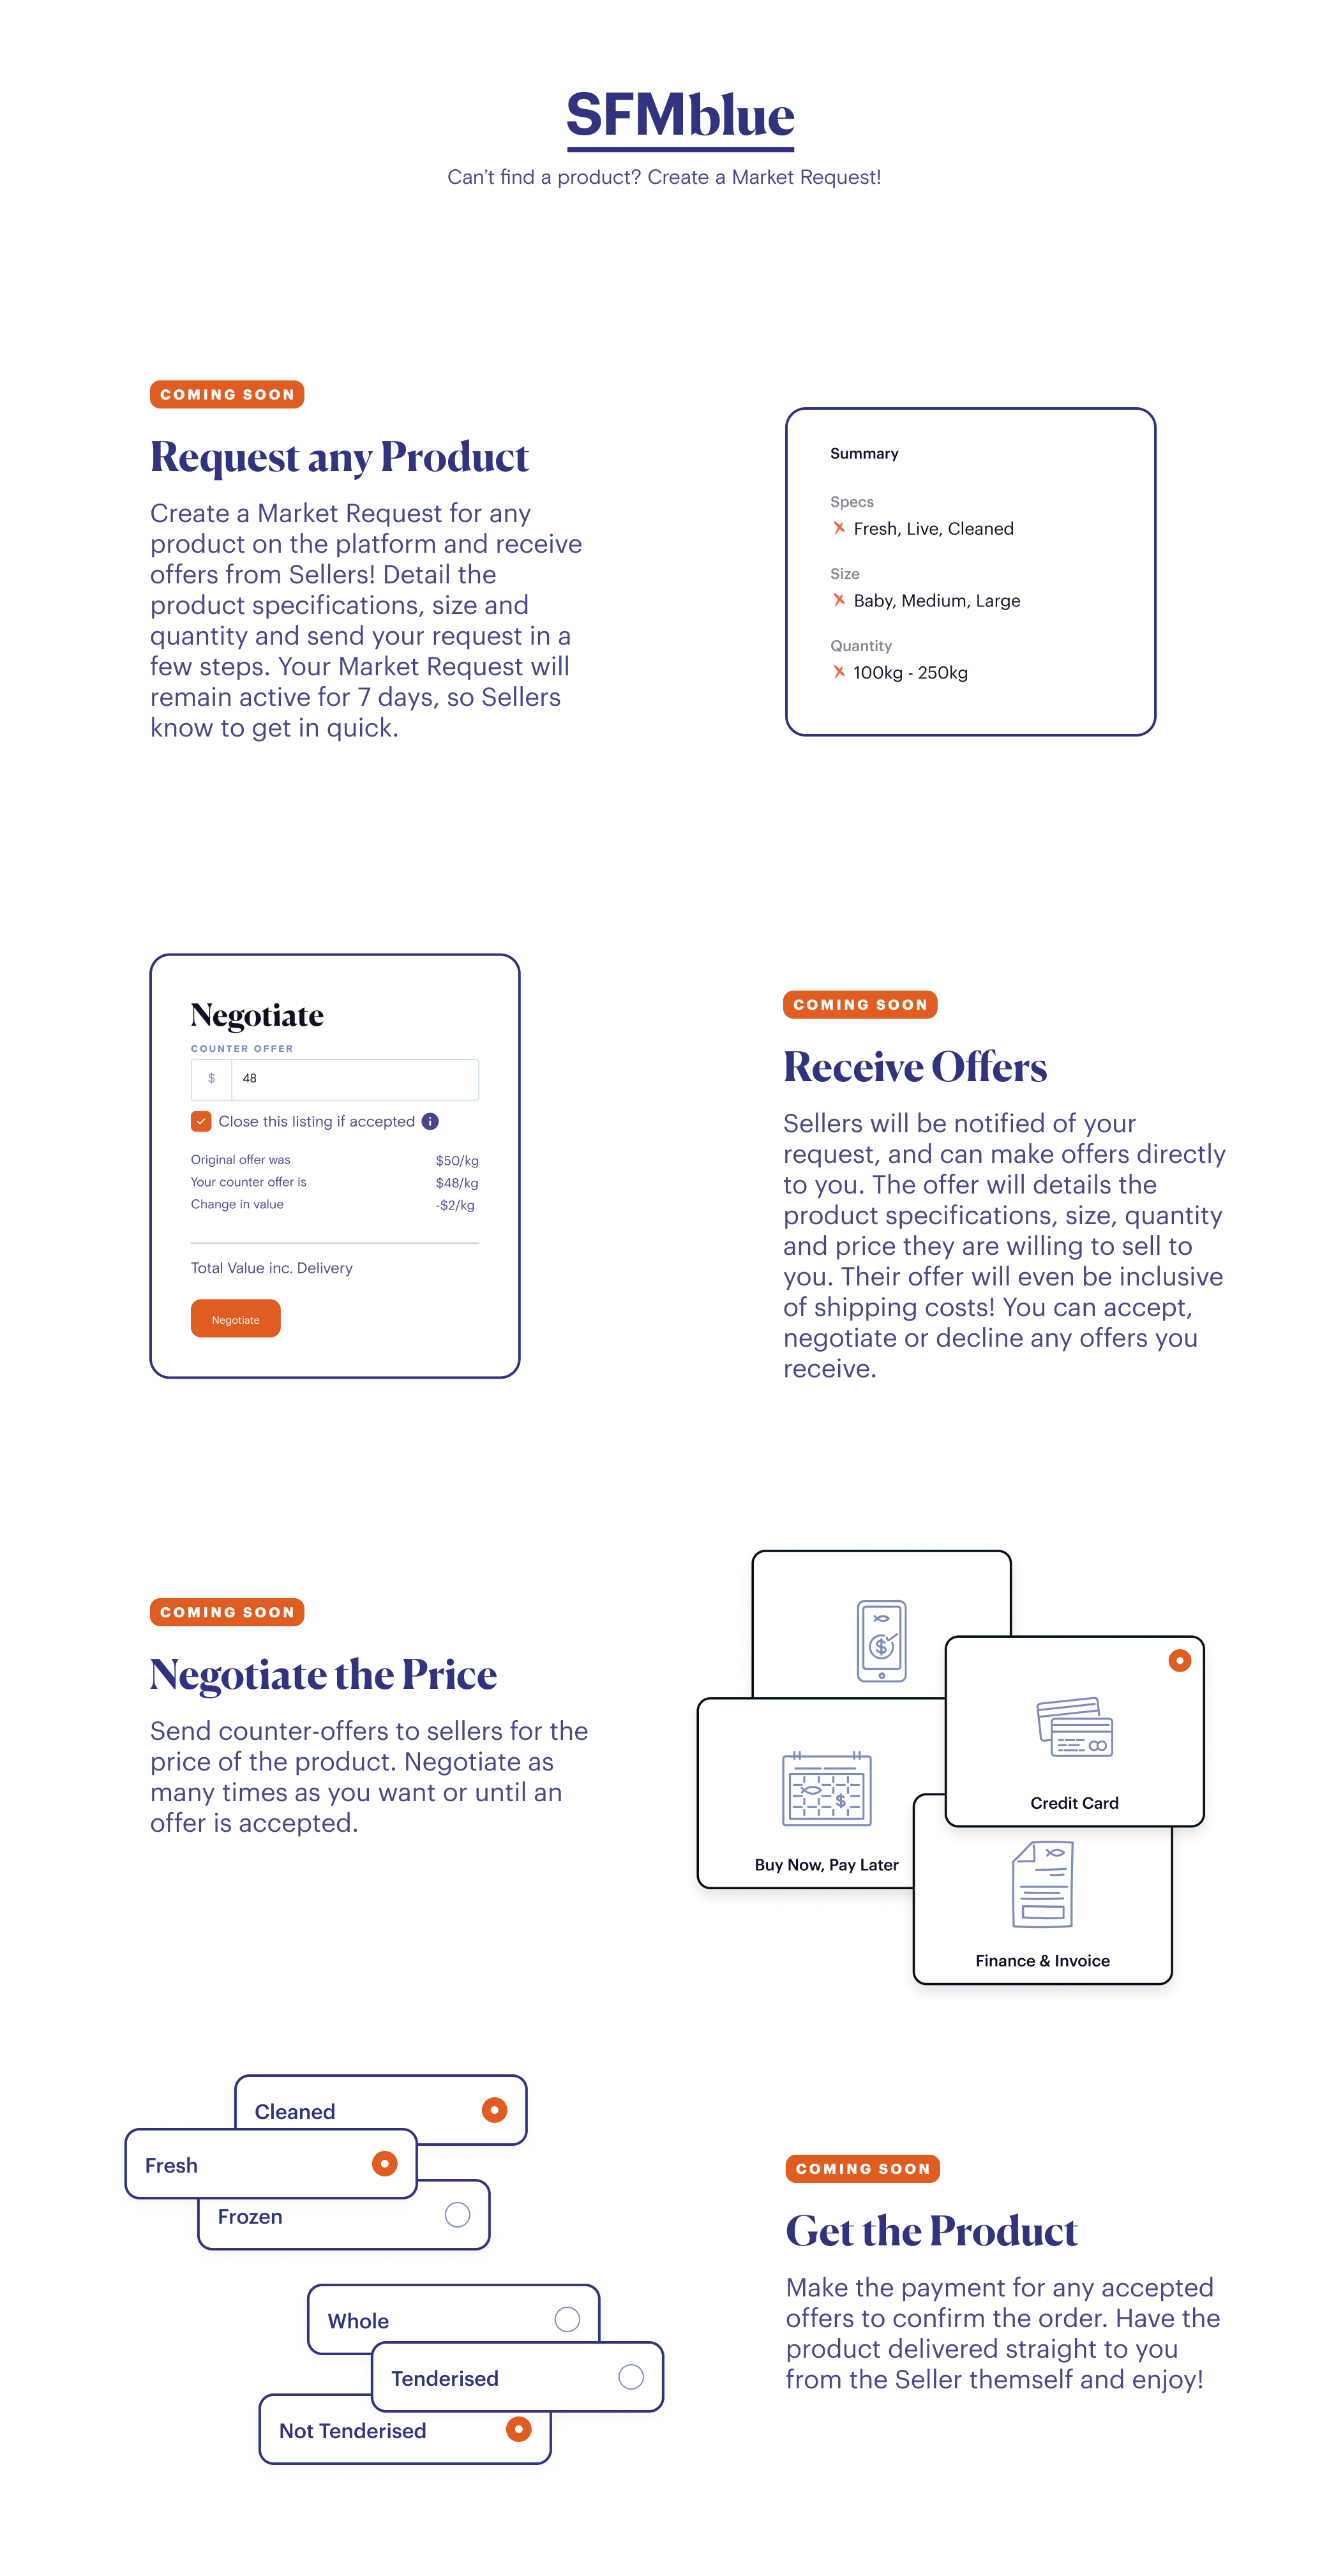 SFMblue
Can't find a product? Create a Market Request!
COMING SOON
Request any Product
Create a Market Request for any
product on the platform and receive
offers from Sellers! Detail the
product specifications, size and
quantity and send your request in a
few steps. Your Market Request will
remain active for 7 days, so Sellers
know to get in quick.
Summary
Specs
Fresh, Live, Cleaned
Size
Baby, Medium, Large
Quantity
100kg - 250kg
Negotiate
COUNTER OFFER
$ 48
Close this listing if accepted
Original offer was $50/kg
Your counter offer is $48/kg
Change in value -$2/kg
Total Value inc. Delivery
Negotiate
COMING SOON
Receive Offers
Sellers will be notified of your
request, and can make offers directly
to you. The offer will details the
product specifications, size, quantity
and price they are willing to sell to
you. Their offer will even be inclusive
of shipping costs! You can accept,
negotiate or decline any offers you
receive.
COMING SOON
Negotiate the Price
Send counter-offers to sellers for the
price of the product. Negotiate as
many times as you want or until an
offer is accepted.
Credit Card
Buy Now, Pay Later
Finance & Invoice
Cleaned
Fresh
Frozen
Whole
Tenderised
Not Tenderised
COMING SOON
Get the Product
Make the payment for any accepted
offers to confirm the order. Have the
product delivered straight to you
from the Seller themself and enjoy!